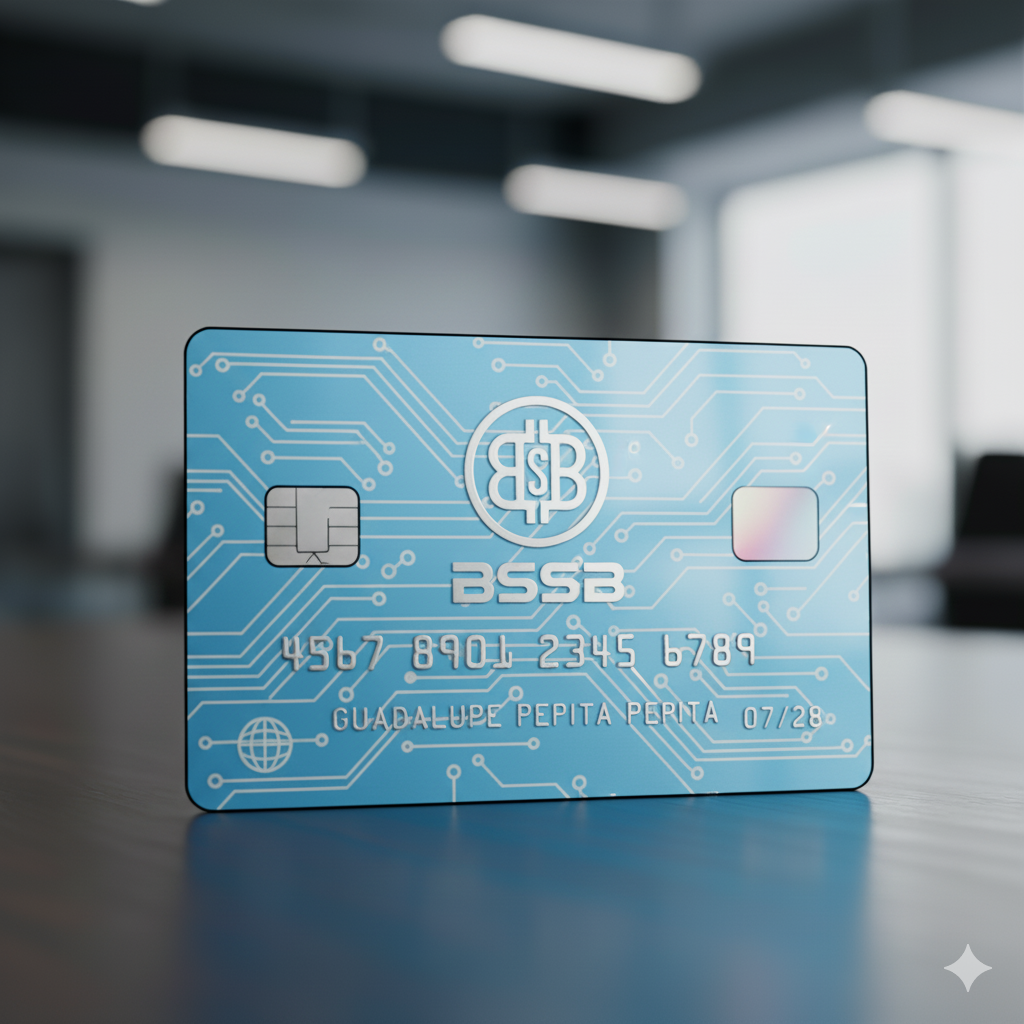 BSSB
4567 8901 2345 6789
GUADALUPE PEPITA PEPITA 07/28